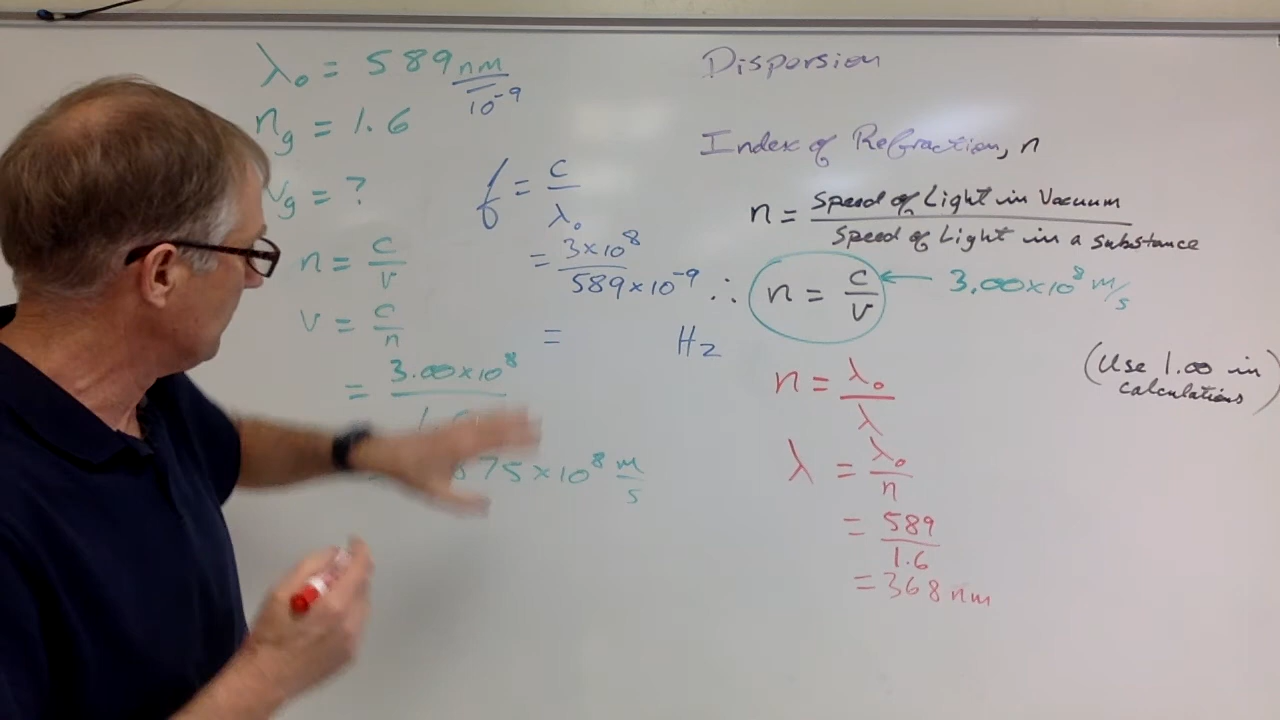 λ₀ = 589 nm
10⁻⁹
n_g = 1.6
v_g = ?
n = c/v
v = c/n
= 3.00×10⁸
875×10⁸ m/s
f = c/λ₀
= 3×10⁸/589×10⁻⁹
= Hz
Dispersion
Index of Refraction, n
n = Speed of Light in Vacuum
Speed of Light in a substance
∴ n = c/v ← 3.00×10⁸ m/s
(Use 1.00 in
calculations)
n = λ₀/λ
λ = λ₀/n
= 589/1.6
= 368 nm